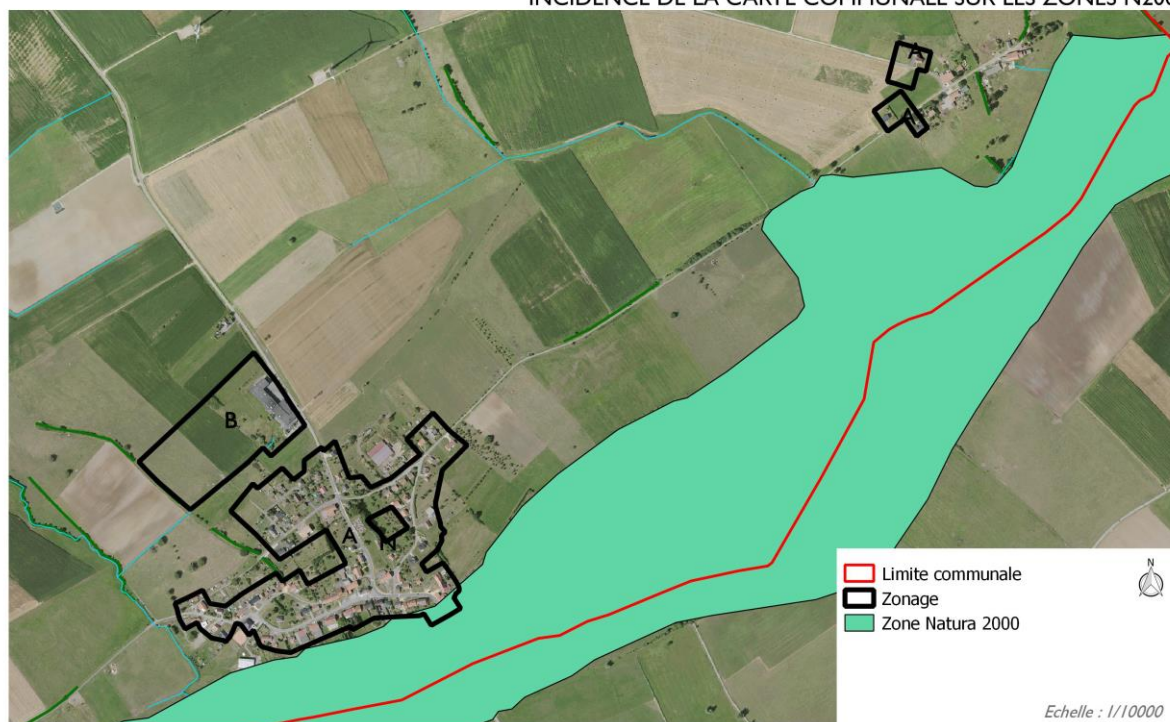 INCIDENCE DE LA CARTE COMMUNALE SUR LES ZONES N200
A
A
B
A
N
Limite communale
Zonage
Zone Natura 2000
N
Echelle : 1/10000